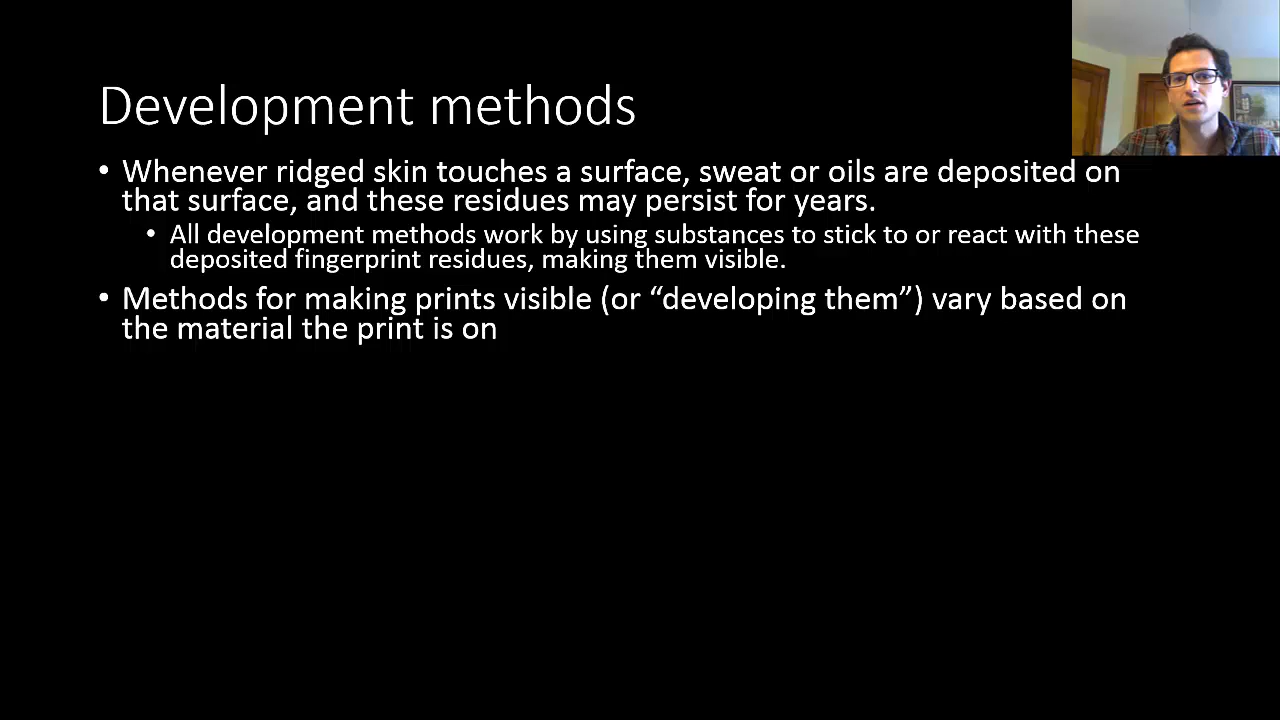 Development methods
• Whenever ridged skin touches a surface, sweat or oils are deposited on
that surface, and these residues may persist for years.
• All development methods work by using substances to stick to or react with these
deposited fingerprint residues, making them visible.
• Methods for making prints visible (or “developing them”) vary based on
the material the print is on